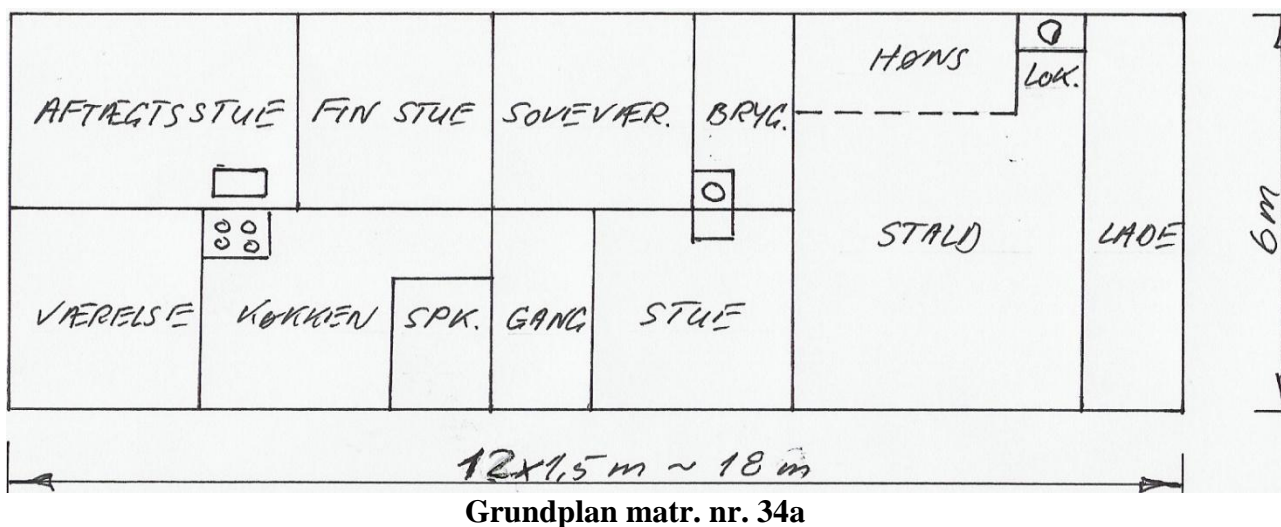 HØNS
LOK.
AFTÆGTSSTUE FIN STUE SOVEVÆR. BRYG.
STALD LADE
6m
VÆRELSE KØKKEN SPK. GANG STUE
12x1,5 m ~ 18 m
Grundplan matr. nr. 34a